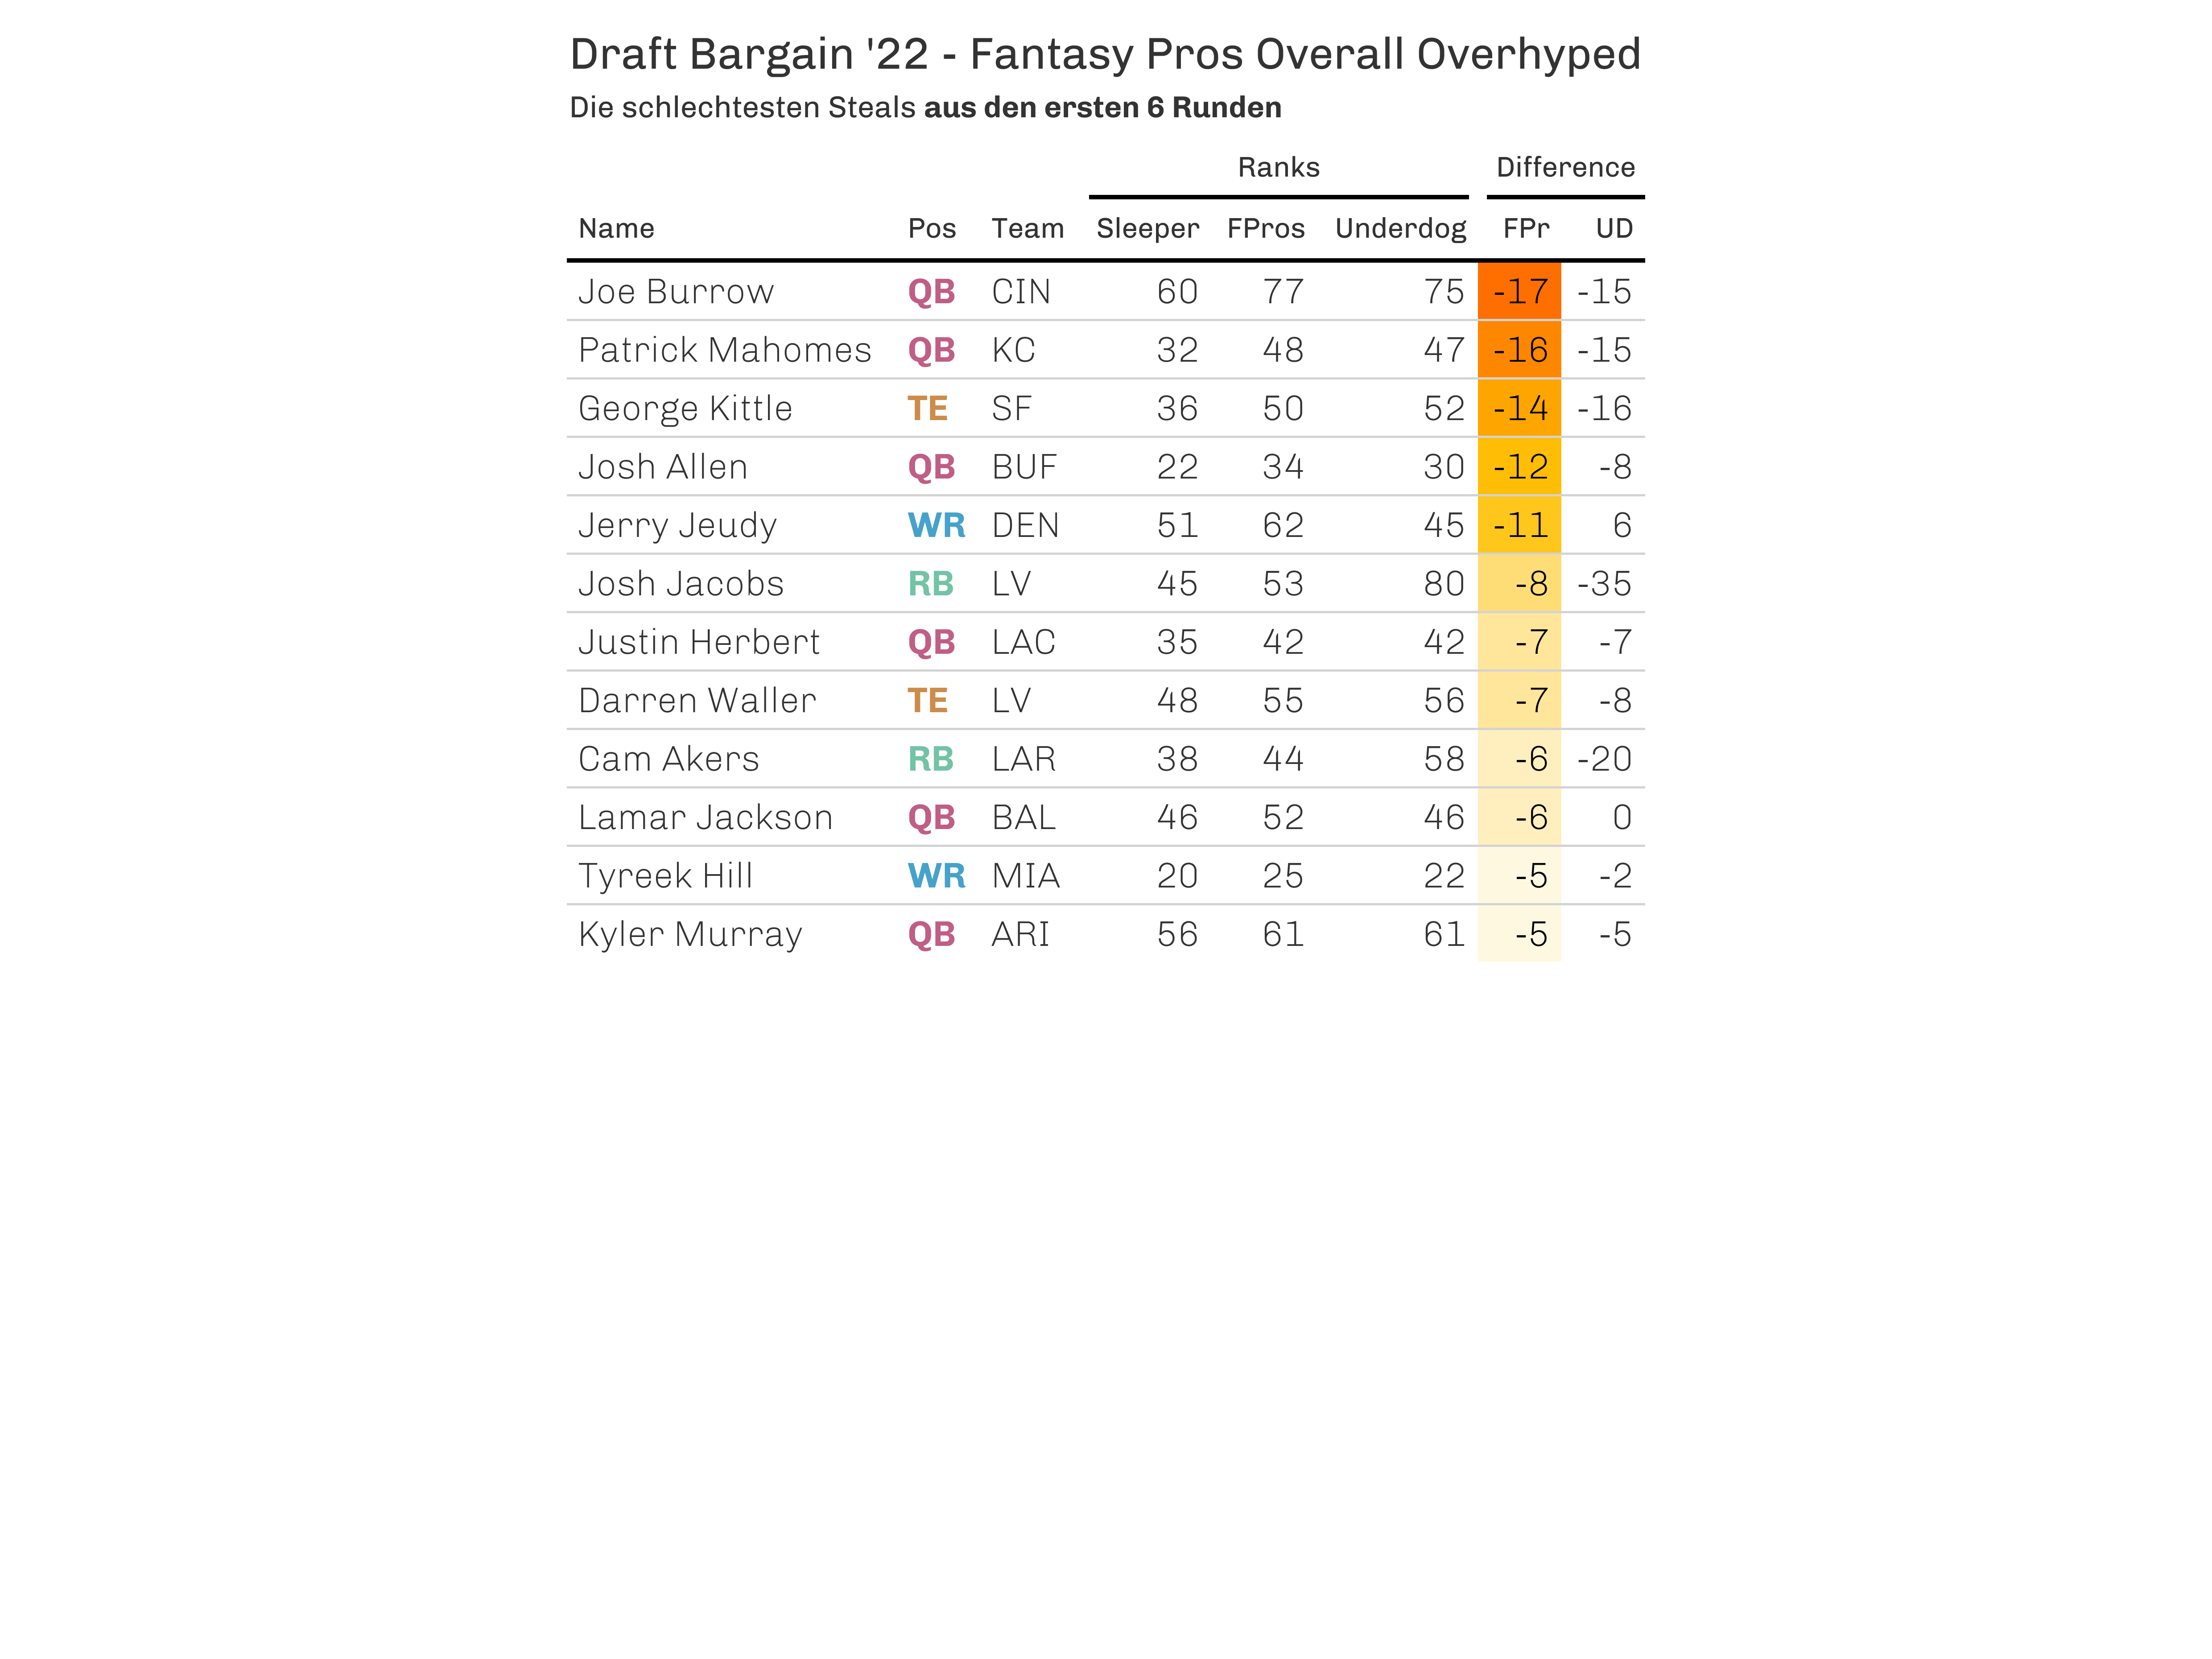 Draft Bargain '22 - Fantasy Pros Overall Overhyped
Die schlechtesten Steals aus den ersten 6 Runden
Ranks Difference
Name Pos Team Sleeper FPros Underdog FPr UD
Joe Burrow QB CIN 60 77 75 -17 -15
Patrick Mahomes QB KC 32 48 47 -16 -15
George Kittle TE SF 36 50 52 -14 -16
Josh Allen QB BUF 22 34 30 -12 -8
Jerry Jeudy WR DEN 51 62 45 -11 6
Josh Jacobs RB LV 45 53 80 -8 -35
Justin Herbert QB LAC 35 42 42 -7 -7
Darren Waller TE LV 48 55 56 -7 -8
Cam Akers RB LAR 38 44 58 -6 -20
Lamar Jackson QB BAL 46 52 46 -6 0
Tyreek Hill WR MIA 20 25 22 -5 -2
Kyler Murray QB ARI 56 61 61 -5 -5